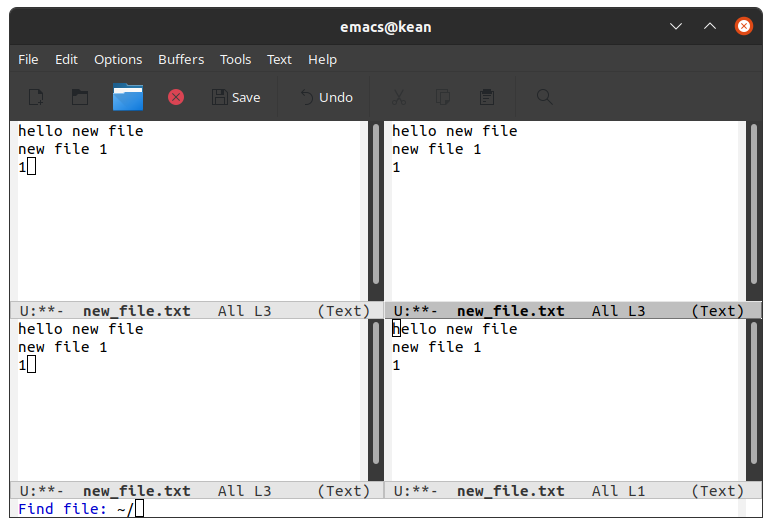 emacs@kean
File Edit Options Buffers Tools Text Help
Save Undo
hello new file
new file 1
1
U:**-  new_file.txt   All L3     (Text)
hello new file
new file 1
1
U:**-  new_file.txt   All L3     (Text)
hello new file
new file 1
1
U:**-  new_file.txt   All L3     (Text)
hello new file
new file 1
1
U:**-  new_file.txt   All L1     (Text)
Find file: ~/